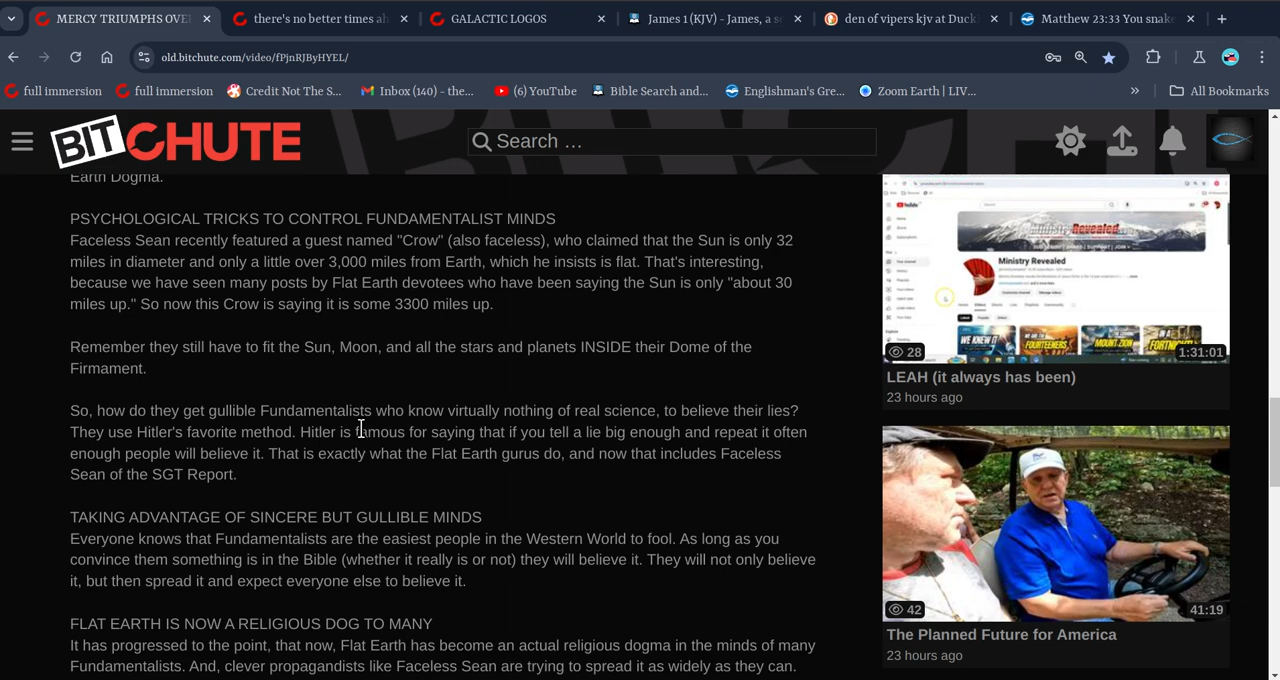 MERCY TRIUMPHS OVE
there's no better times ah
GALACTIC LOGOS
James 1 (KJV) - James, a se
den of vipers kjv at Duck
Matthew 23:33 You snake
old.bitchute.com/video/fPjnRJByHYEL/
full immersion
full immersion
Credit Not The S...
Inbox (140) - the...
(6) YouTube
Bible Search and...
Englishman's Gre...
Zoom Earth | LIV...
All Bookmarks
BITCHUTE
Search ...
Earth Dogma.
PSYCHOLOGICAL TRICKS TO CONTROL FUNDAMENTALIST MINDS
Faceless Sean recently featured a guest named "Crow" (also faceless), who claimed that the Sun is only 32
miles in diameter and only a little over 3,000 miles from Earth, which he insists is flat. That's interesting,
because we have seen many posts by Flat Earth devotees who have been saying the Sun is only "about 30
miles up." So now this Crow is saying it is some 3300 miles up.
Remember they still have to fit the Sun, Moon, and all the stars and planets INSIDE their Dome of the
Firmament.
So, how do they get gullible Fundamentalists who know virtually nothing of real science, to believe their lies?
They use Hitler's favorite method. Hitler is famous for saying that if you tell a lie big enough and repeat it often
enough people will believe it. That is exactly what the Flat Earth gurus do, and now that includes Faceless
Sean of the SGT Report.
TAKING ADVANTAGE OF SINCERE BUT GULLIBLE MINDS
Everyone knows that Fundamentalists are the easiest people in the Western World to fool. As long as you
convince them something is in the Bible (whether it really is or not) they will believe it. They will not only believe
it, but then spread it and expect everyone else to believe it.
FLAT EARTH IS NOW A RELIGIOUS DOG TO MANY
It has progressed to the point, that now, Flat Earth has become an actual religious dogma in the minds of many
Fundamentalists. And, clever propagandists like Faceless Sean are trying to spread it as widely as they can.
YouTube
Ministry Revealed
Ministry Revealed
28
1:31:01
LEAH (it always has been)
23 hours ago
42
41:19
The Planned Future for America
23 hours ago